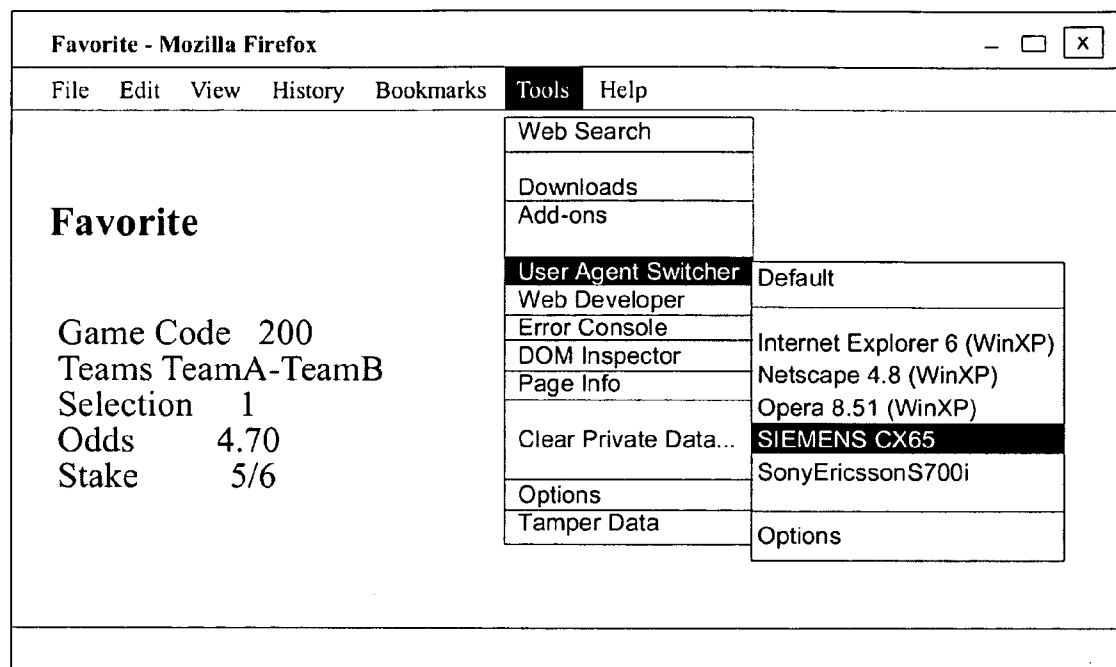 Favorite - Mozilla Firefox
X
File Edit View History Bookmarks Tools Help
Web Search
Downloads
Add-ons
User Agent Switcher
Web Developer
Error Console
DOM Inspector
Page Info
Clear Private Data...
Options
Tamper Data
Default
Internet Explorer 6 (WinXP)
Netscape 4.8 (WinXP)
Opera 8.51 (WinXP)
SIEMENS CX65
SonyEricssonS700i
Options
Favorite
Game Code 200
Teams TeamA-TeamB
Selection 1
Odds 4.70
Stake 5/6